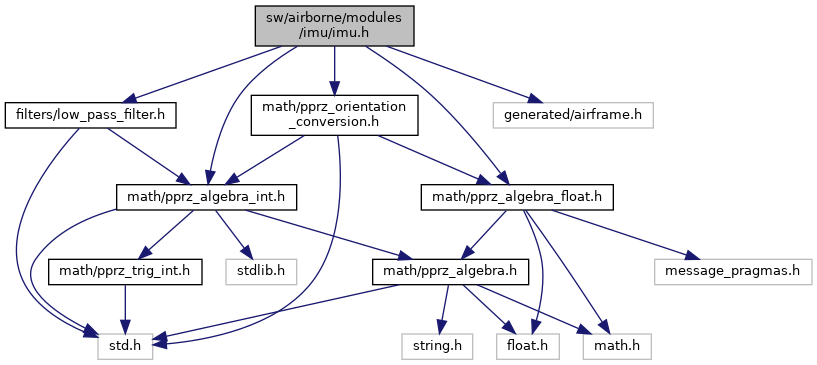 sw/airborne/modules
/imu/imu.h
filters/low_pass_filter.h
math/pprz_orientation
_conversion.h
generated/airframe.h
math/pprz_algebra_int.h
math/pprz_algebra_float.h
math/pprz_trig_int.h
stdlib.h
math/pprz_algebra.h
message_pragmas.h
std.h
string.h
float.h
math.h